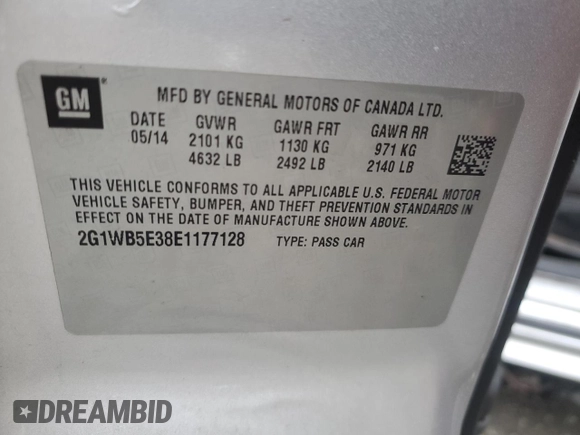 GM
MFD BY GENERAL MOTORS OF CANADA LTD.
DATE GVWR GAWR FRT GAWR RR
05/14 2101 KG 1130 KG 971 KG
4632 LB 2492 LB 2140 LB
THIS VEHICLE CONFORMS TO ALL APPLICABLE U.S. FEDERAL MOTOR
VEHICLE SAFETY, BUMPER, AND THEFT PREVENTION STANDARDS IN
EFFECT ON THE DATE OF MANUFACTURE SHOWN ABOVE.
2G1WB5E38E1177128 TYPE: PASS CAR
DREAMBID